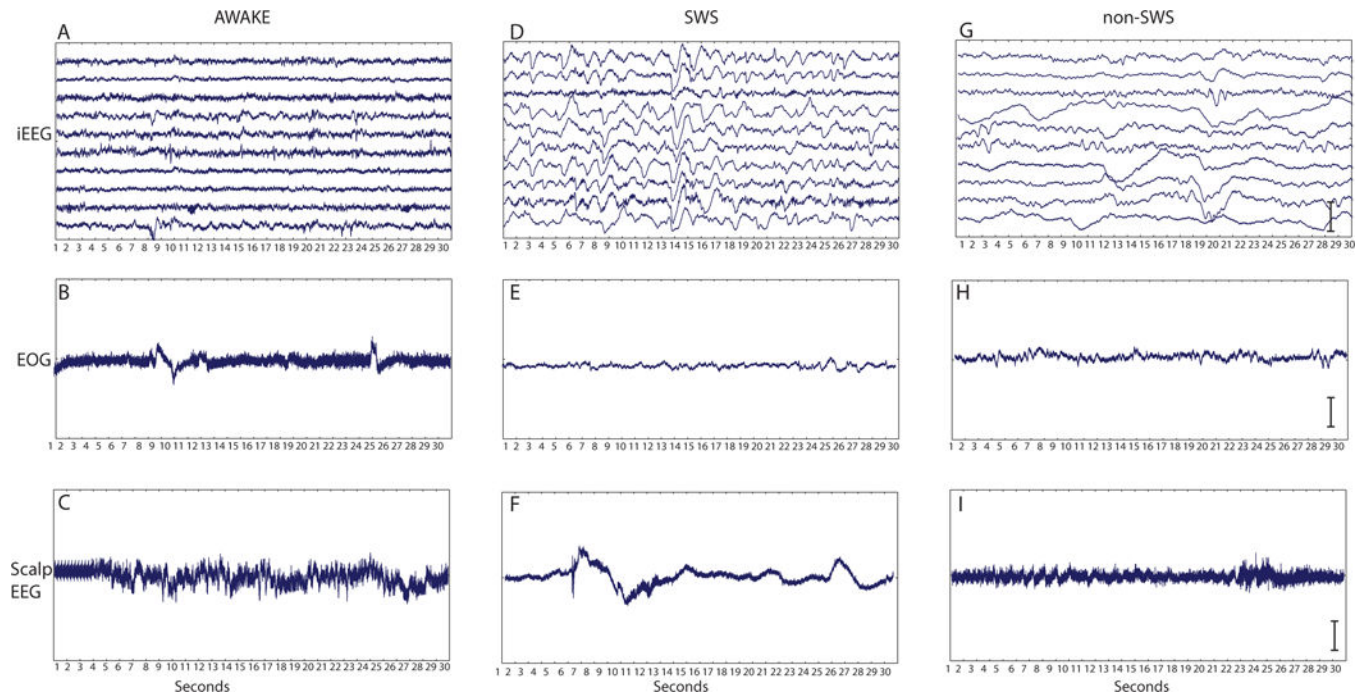 AWAKE SWS non-SWS
A D G
iEEG
1 2 3 4 5 6 7 8 9 10 11 12 13 14 15 16 17 18 19 20 21 22 23 24 25 26 27 28 29 30
1 2 3 4 5 6 7 8 9 10 11 12 13 14 15 16 17 18 19 20 21 22 23 24 25 26 27 28 29 30
1 2 3 4 5 6 7 8 9 10 11 12 13 14 15 16 17 18 19 20 21 22 23 24 25 26 27 28 29 30
B E H
EOG
1 2 3 4 5 6 7 8 9 10 11 12 13 14 15 16 17 18 19 20 21 22 23 24 25 26 27 28 29 30
1 2 3 4 5 6 7 8 9 10 11 12 13 14 15 16 17 18 19 20 21 22 23 24 25 26 27 28 29 30
1 2 3 4 5 6 7 8 9 10 11 12 13 14 15 16 17 18 19 20 21 22 23 24 25 26 27 28 29 30
C F I
Scalp
EEG
1 2 3 4 5 6 7 8 9 10 11 12 13 14 15 16 17 18 19 20 21 22 23 24 25 26 27 28 29 30
1 2 3 4 5 6 7 8 9 10 11 12 13 14 15 16 17 18 19 20 21 22 23 24 25 26 27 28 29 30
1 2 3 4 5 6 7 8 9 10 11 12 13 14 15 16 17 18 19 20 21 22 23 24 25 26 27 28 29 30
Seconds Seconds Seconds